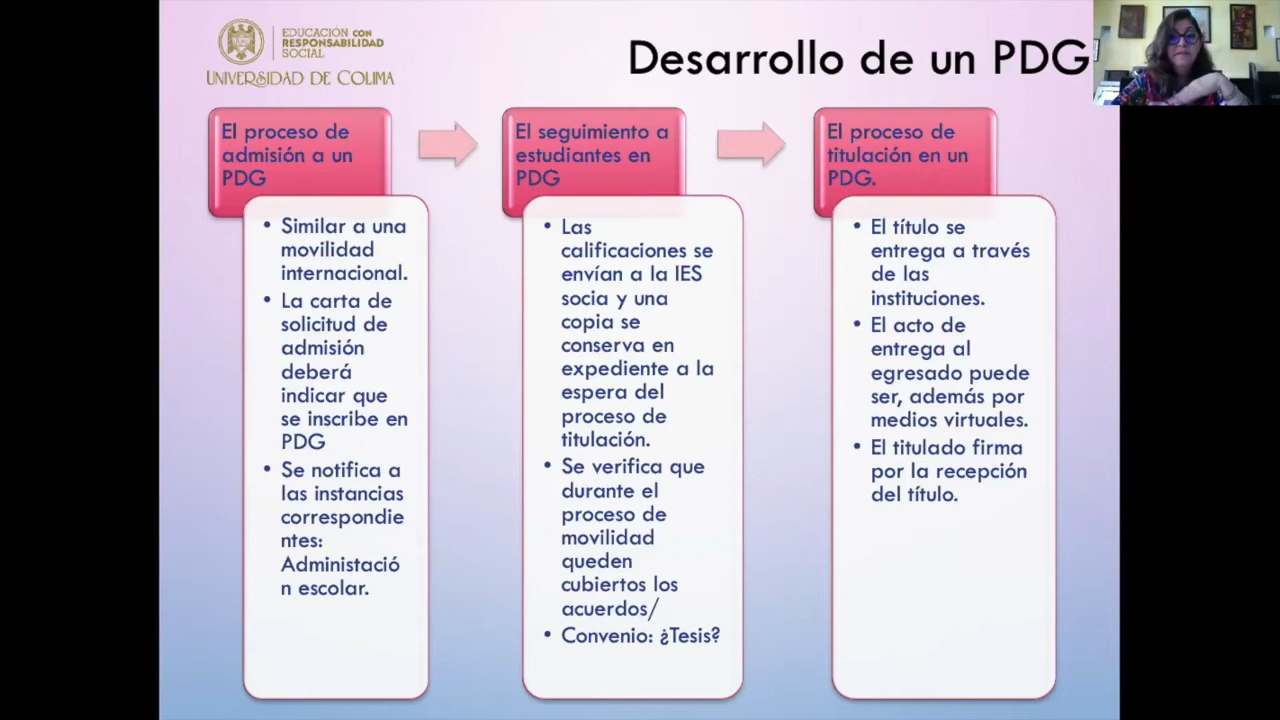 EDUCACIÓN CON
RESPONSABILIDAD
SOCIAL
UNIVERSIDAD DE COLIMA
Desarrollo de un PDG
El proceso de
admisión a un
PDG
• Similar a una
movilidad
internacional.
• La carta de
solicitud de
admisión
deberá
indicar que
se inscribe en
PDG
• Se notifica a
las instancias
correspondie
ntes:
Administació
n escolar.
El seguimiento a
estudiantes en
PDG
• Las
calificaciones se
envían a la IES
socia y una
copia se
conserva en
expediente a la
espera del
proceso de
titulación.
• Se verifica que
durante el
proceso de
movilidad
queden
cubiertos los
acuerdos/
• Convenio: ¿Tesis?
El proceso de
titulación en un
PDG.
• El título se
entrega a través
de las
instituciones.
• El acto de
entrega al
egresado puede
ser, además por
medios virtuales.
• El titulado firma
por la recepción
del título.